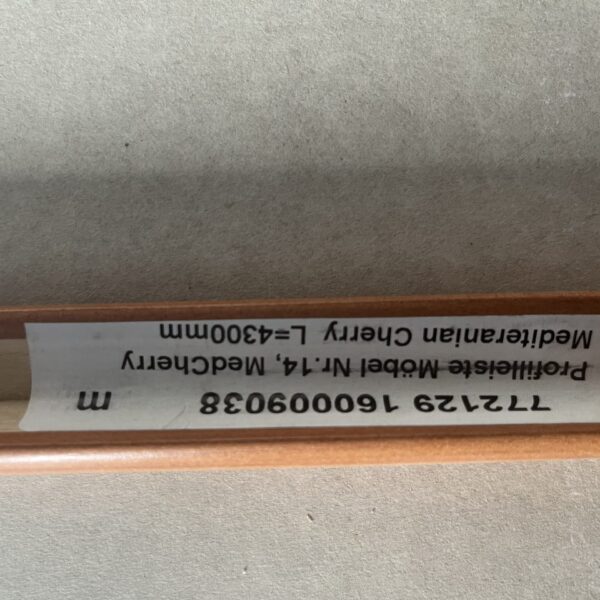 772129 160009038 m
Profilleiste Möbel Nr.14, MedCherry
Mediteranian Cherry L=4300mm